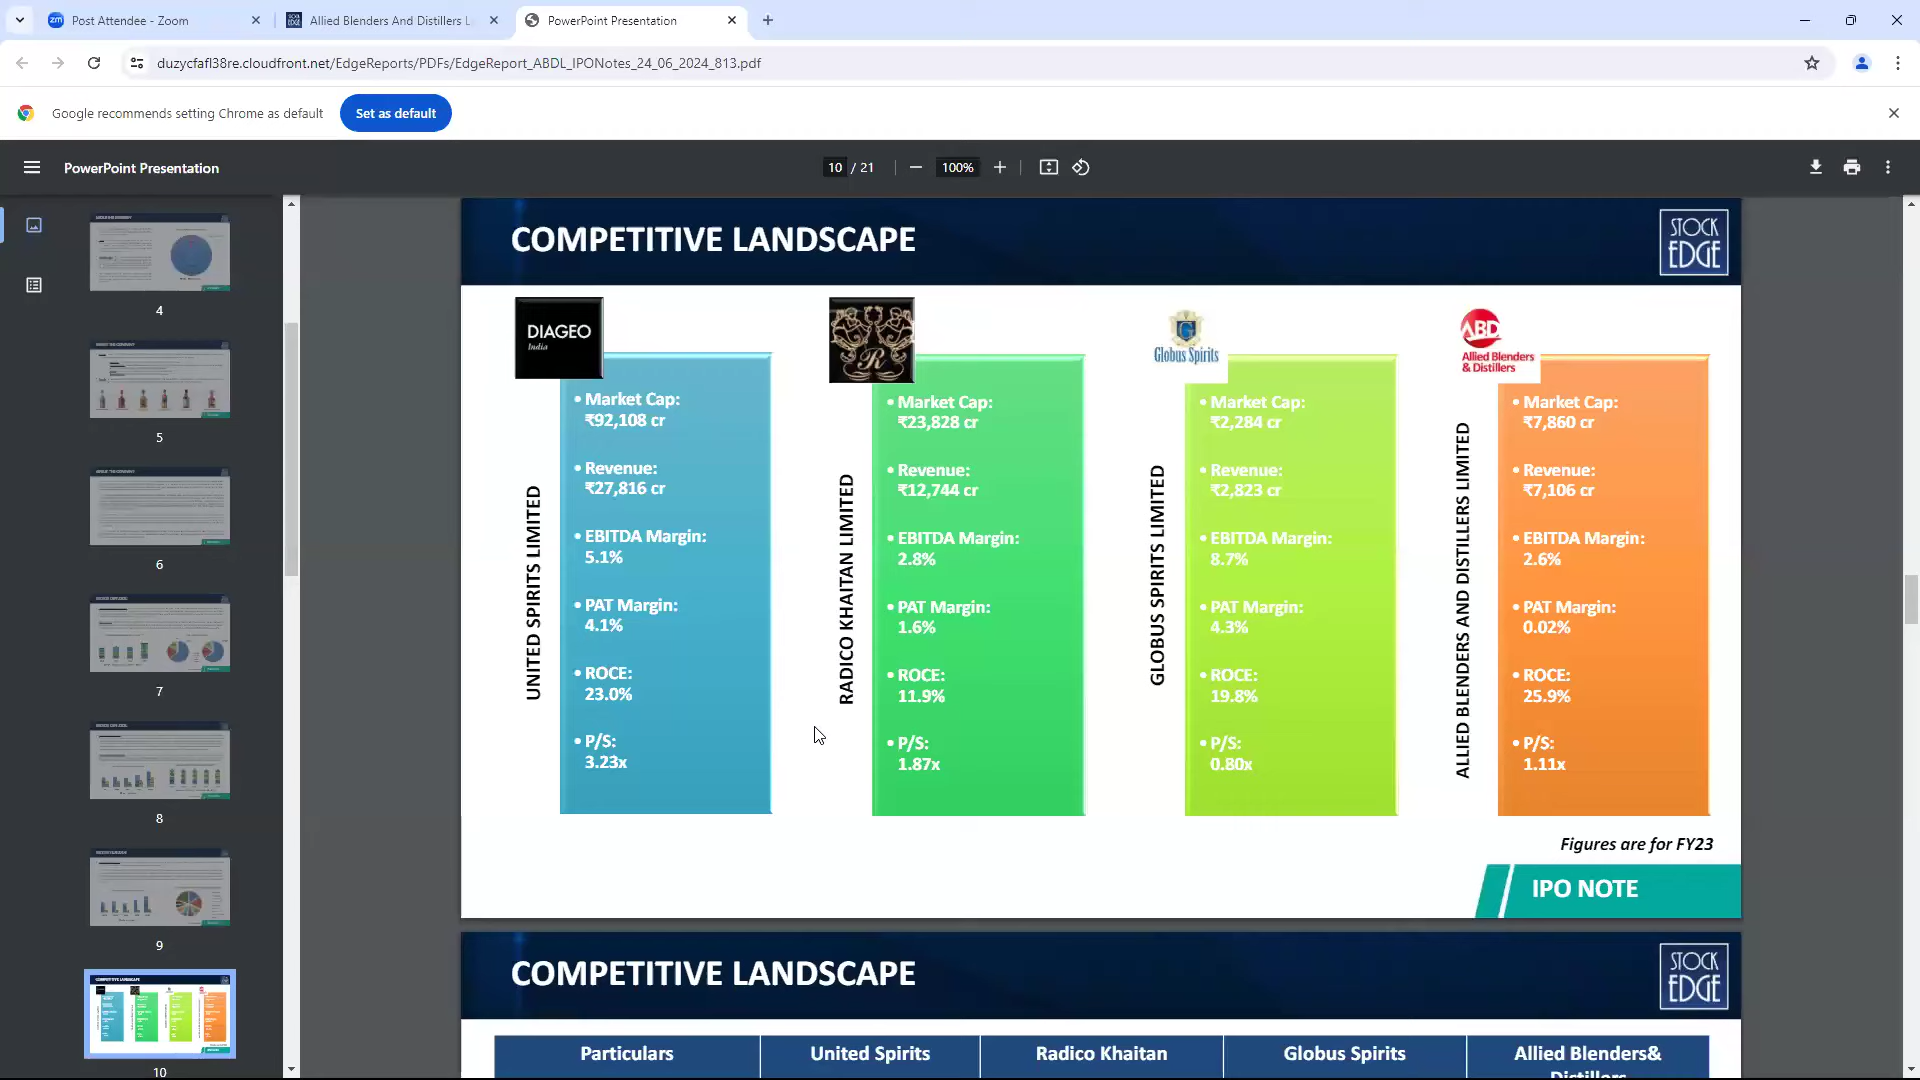 Post Attendee - Zoom
Allied Blenders And Distillers L
PowerPoint Presentation
duzycfafl38re.cloudfront.net/EdgeReports/PDFs/EdgeReport_ABDL_IPONotes_24_06_2024_813.pdf
Google recommends setting Chrome as default
Set as default
PowerPoint Presentation
10 / 21
100%
4
5
6
7
8
9
10
COMPETITIVE LANDSCAPE
STOCK
EDGE
DIAGEO
India
UNITED SPIRITS LIMITED
• Market Cap:
₹92,108 cr
• Revenue:
₹27,816 cr
• EBITDA Margin:
5.1%
• PAT Margin:
4.1%
• ROCE:
23.0%
• P/S:
3.23x
R
RADICO KHAITAN LIMITED
• Market Cap:
₹23,828 cr
• Revenue:
₹12,744 cr
• EBITDA Margin:
2.8%
• PAT Margin:
1.6%
• ROCE:
11.9%
• P/S:
1.87x
G
Globus Spirits
GLOBUS SPIRITS LIMITED
• Market Cap:
₹2,284 cr
• Revenue:
₹2,823 cr
• EBITDA Margin:
8.7%
• PAT Margin:
4.3%
• ROCE:
19.8%
• P/S:
0.80x
ABD
Allied Blenders
& Distillers
ALLIED BLENDERS AND DISTILLERS LIMITED
• Market Cap:
₹7,860 cr
• Revenue:
₹7,106 cr
• EBITDA Margin:
2.6%
• PAT Margin:
0.02%
• ROCE:
25.9%
• P/S:
1.11x
Figures are for FY23
IPO NOTE
COMPETITIVE LANDSCAPE
STOCK
EDGE
Particulars
United Spirits
Radico Khaitan
Globus Spirits
Allied Blenders&
Distillers